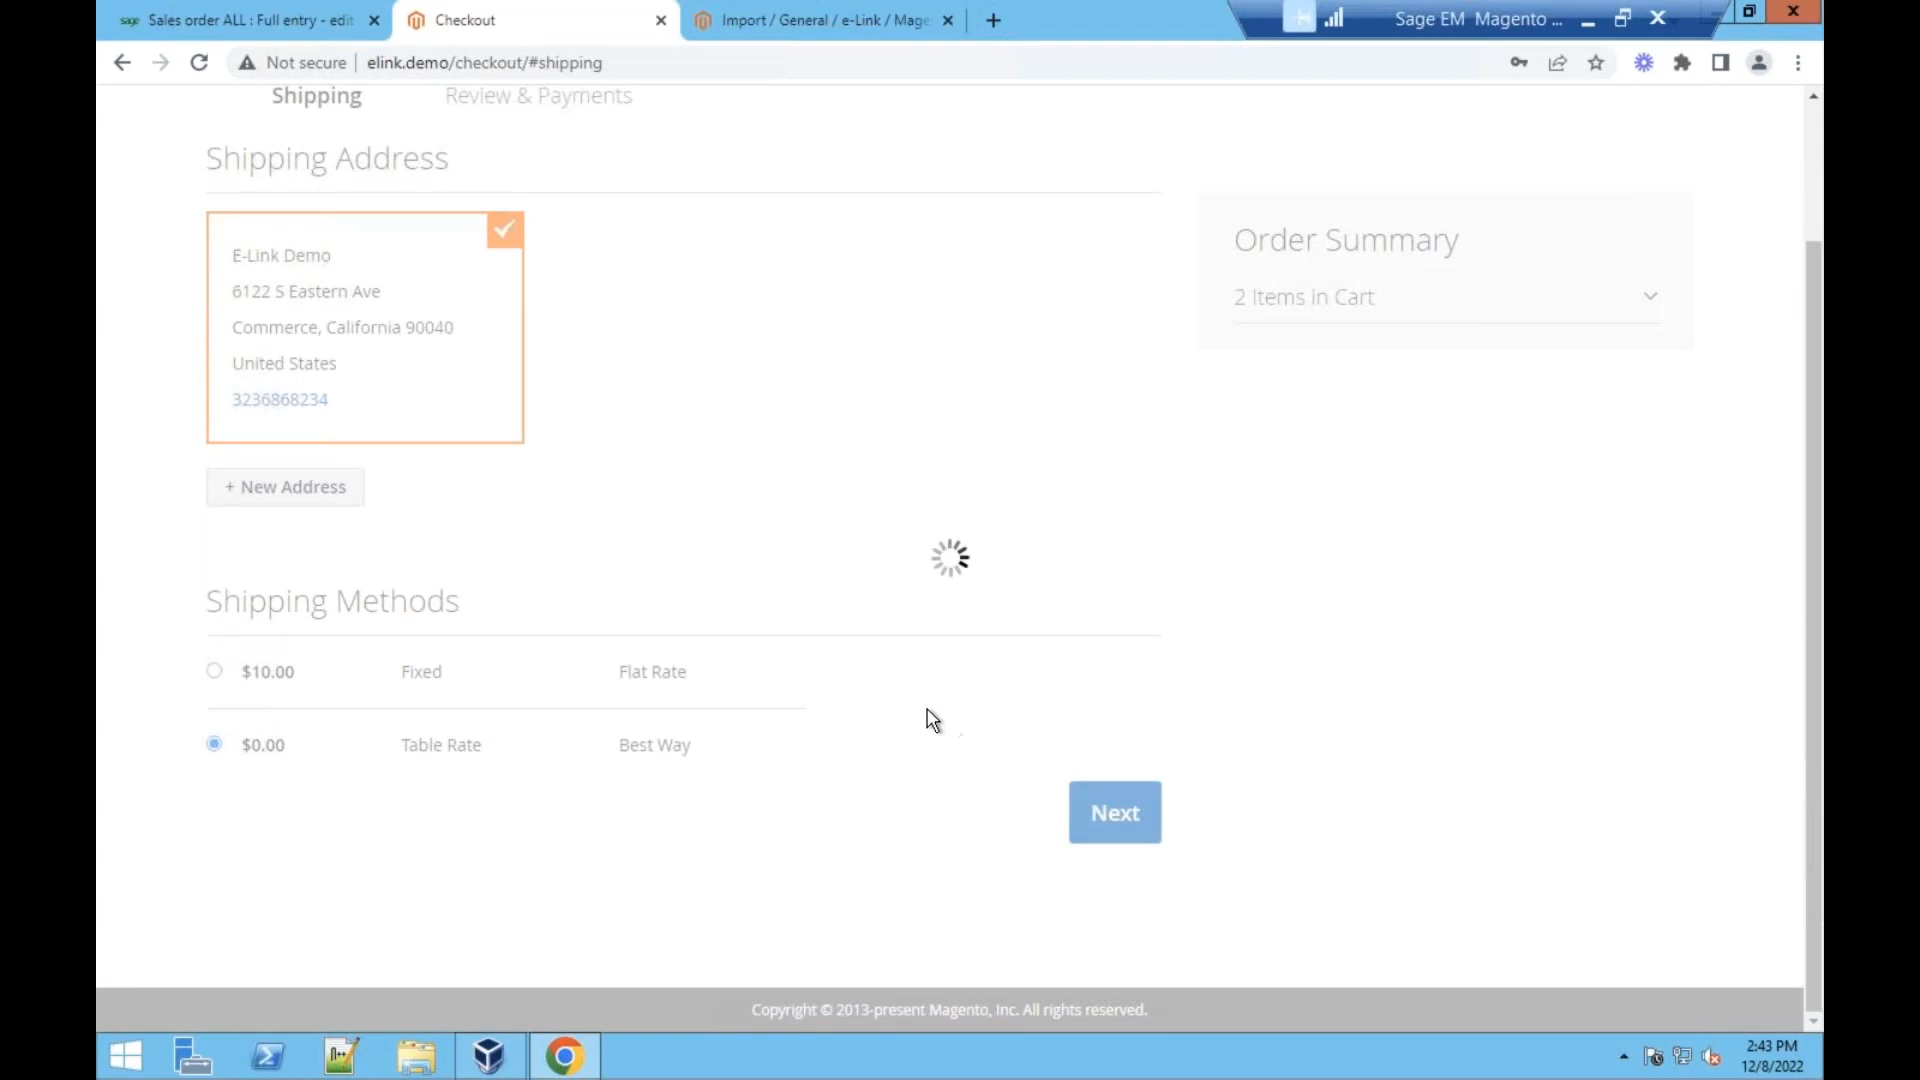 sage Sales order ALL : Full entry - edit
Checkout
Import / General / e-Link / Mage
Sage EM Magento ...
Not secure
elink.demo/checkout/#shipping
Shipping
Review & Payments
Shipping Address
E-Link Demo
6122 S Eastern Ave
Commerce, California 90040
United States
3236868234
Order Summary
2 Items in Cart
+ New Address
Shipping Methods
$10.00 Fixed Flat Rate
$0.00 Table Rate Best Way
Next
Copyright © 2013-present Magento, Inc. All rights reserved.
2:43 PM
12/8/2022